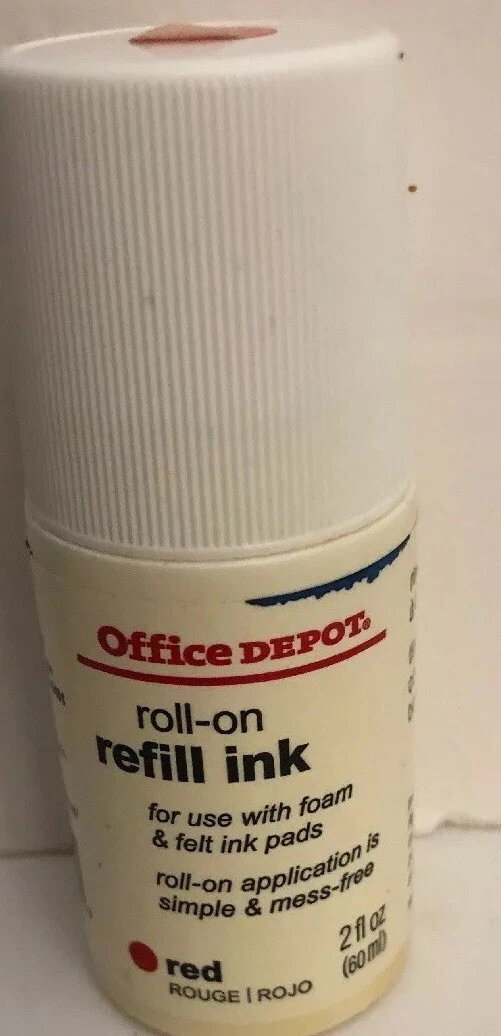 Office DEPOT®
roll-on
refill ink
for use with foam
& felt ink pads
roll-on application is
simple & mess-free
2 fl oz
(60 ml)
red
ROUGE | ROJO